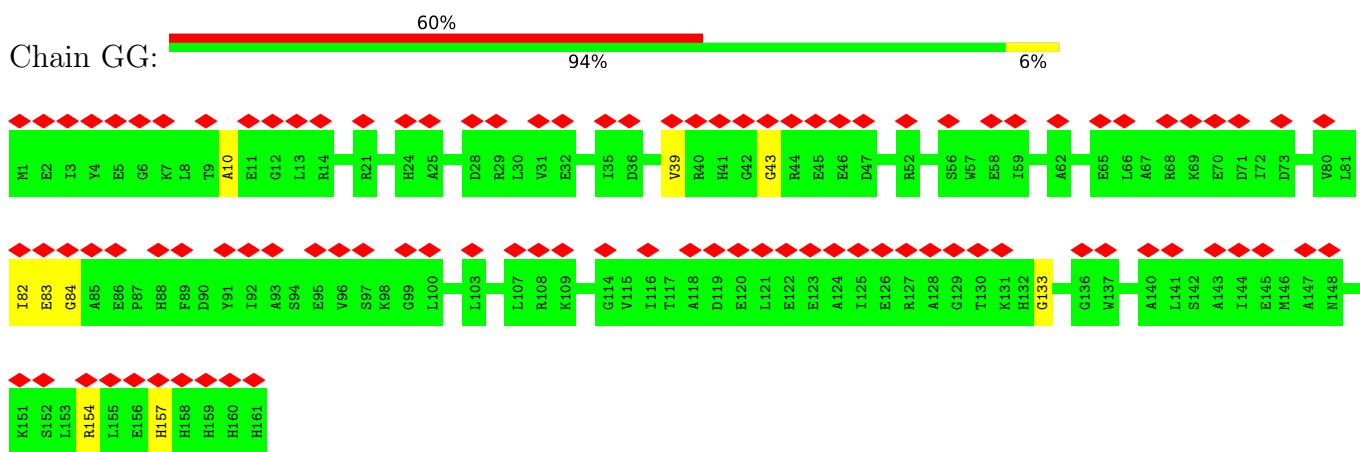 60%
Chain GG:
94% 6%
M1 E2 I3 Y4 E5 G6 K7 L8 T9 A10 E11 G12 L13 R14 R21 H24 A25 D28 R29 L30 V31 E32 I35 D36 V39 R40 H41 G42 G43 R44 E45 E46 D47 R52 S56 W57 E58 I59 A62 E65 L66 A67 R68 K69 E70 D71 I72 D73 V80 L81
I82 E83 G84 A85 E86 P87 H88 F89 D90 Y91 I92 A93 S94 E95 V96 S97 K98 G99 L100 L103 L107 R108 K109 G114 V115 I116 T117 A118 D119 E120 L121 E122 E123 A124 I125 E126 R127 A128 G129 T130 K131 H132 G133 G136 W137 A140 L141 S142 A143 I144 E145 M146 A147 N148
K151 S152 L153 R154 L155 E156 H157 H158 H159 H160 H161